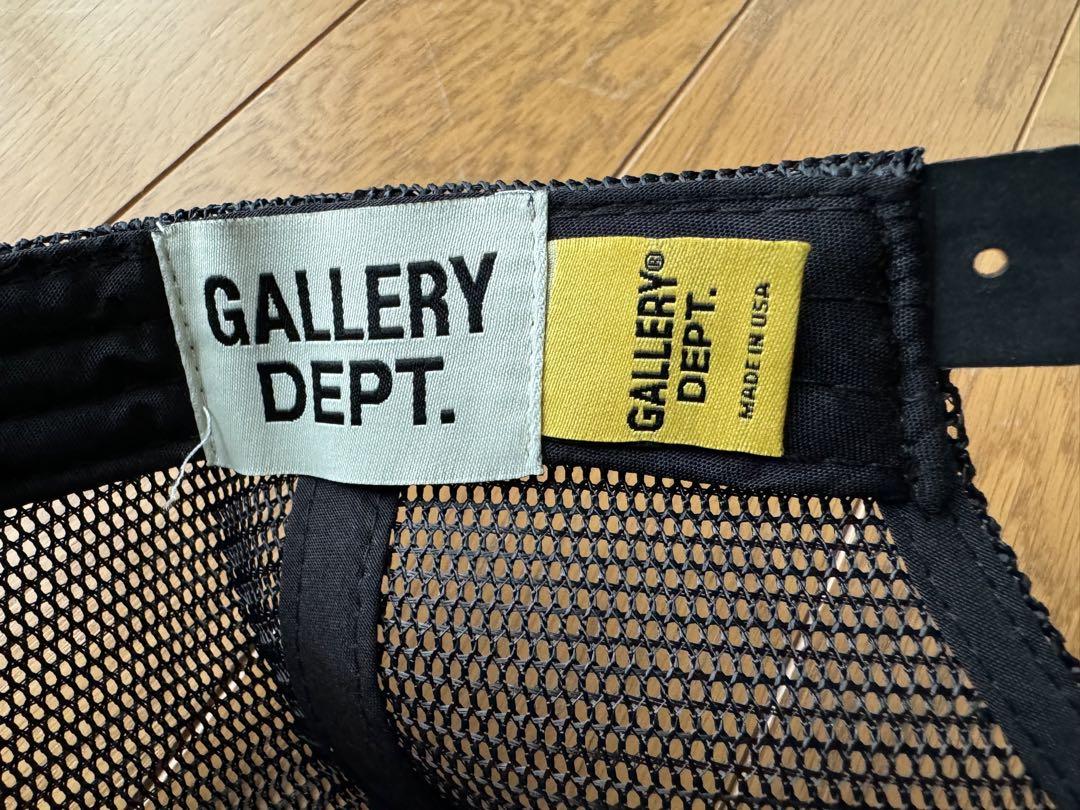 GALLERY
DEPT.
GALLERY®
DEPT.
MADE IN USA